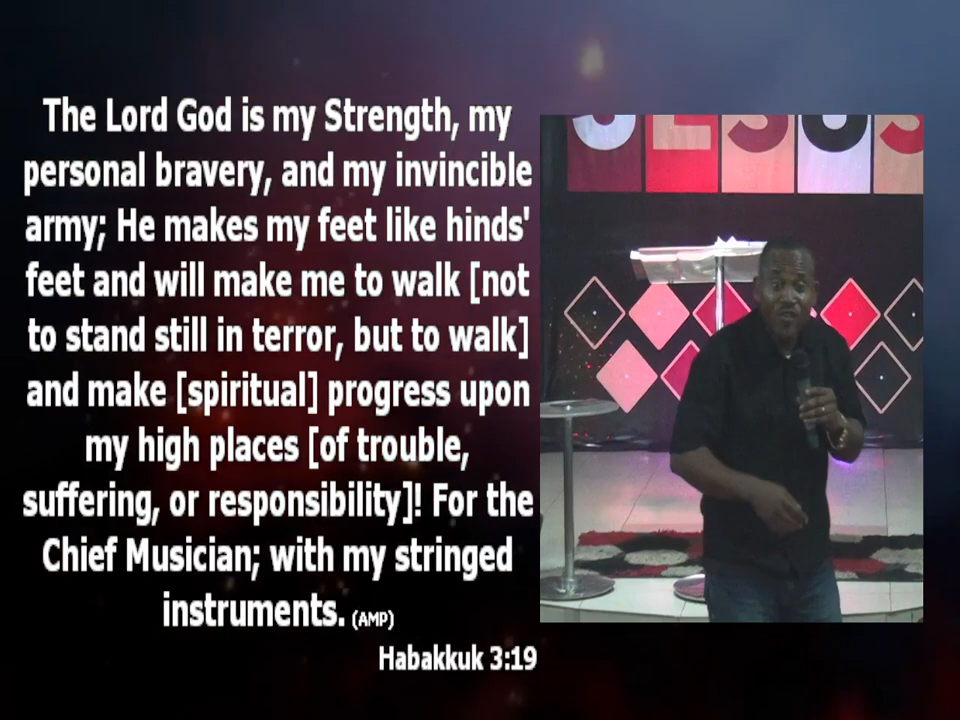 JESUS
The Lord God is my Strength, my
personal bravery, and my invincible
army; He makes my feet like hinds'
feet and will make me to walk [not
to stand still in terror, but to walk]
and make [spiritual] progress upon
my high places [of trouble,
suffering, or responsibility]! For the
Chief Musician; with my stringed
instruments. (AMP)
Habakkuk 3:19